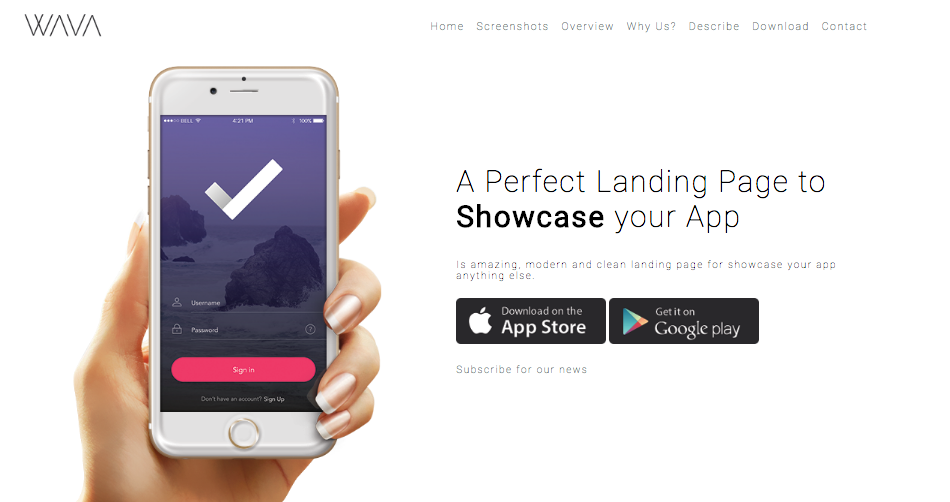 WAVA
Home Screenshots Overview Why Us? Describe Download Contact
BELL 4:21 PM 100%
Username
Password
Sign in
Don't have an account? Sign Up
A Perfect Landing Page to
Showcase your App
Is amazing, modern and clean landing page for showcase your app
anything else.
Download on the
App Store
Get it on
Google play
Subscribe for our news